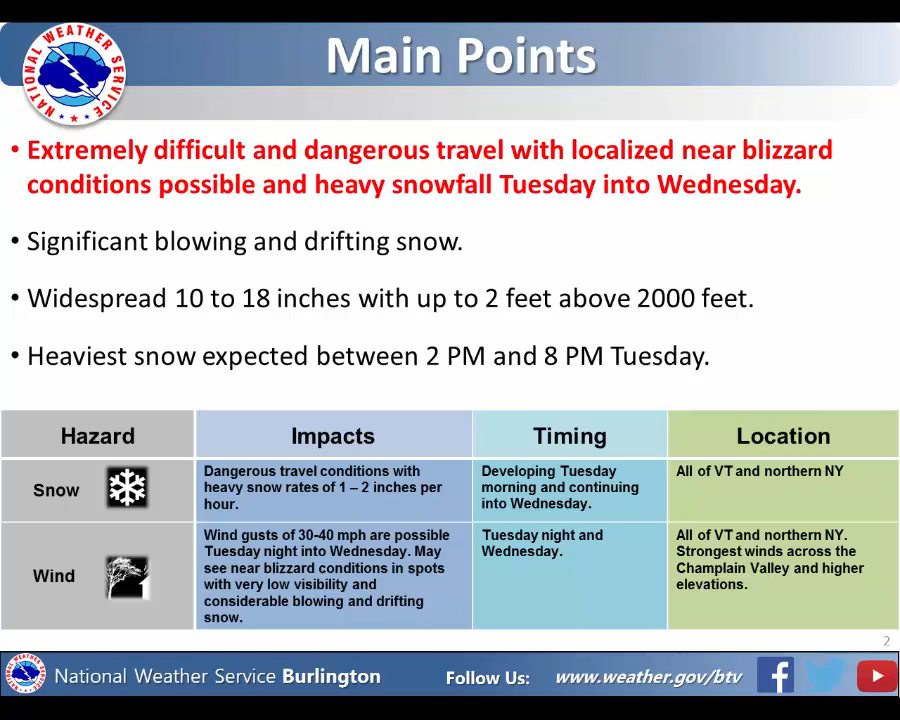 NATIONAL WEATHER SERVICE
Main Points
• Extremely difficult and dangerous travel with localized near blizzard
conditions possible and heavy snowfall Tuesday into Wednesday.
• Significant blowing and drifting snow.
• Widespread 10 to 18 inches with up to 2 feet above 2000 feet.
• Heaviest snow expected between 2 PM and 8 PM Tuesday.
Hazard
Impacts
Timing
Location
Snow
Dangerous travel conditions with
heavy snow rates of 1 – 2 inches per
hour.
Developing Tuesday
morning and continuing
into Wednesday.
All of VT and northern NY
Wind
Wind gusts of 30-40 mph are possible
Tuesday night into Wednesday. May
see near blizzard conditions in spots
with very low visibility and
considerable blowing and drifting
snow.
Tuesday night and
Wednesday.
All of VT and northern NY.
Strongest winds across the
Champlain Valley and higher
elevations.
2
NATIONAL WEATHER SERVICE
National Weather Service Burlington
Follow Us:
www.weather.gov/btv